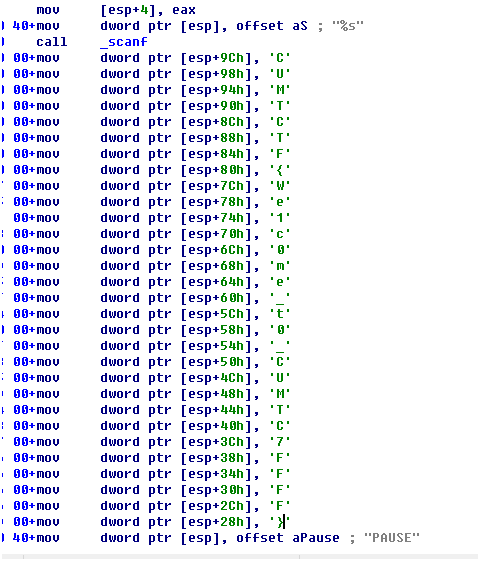 mov [esp+4], eax
40+mov dword ptr [esp], offset aS ; "%s"
call _scanf
00+mov dword ptr [esp+9Ch], 'C'
00+mov dword ptr [esp+98h], 'U'
00+mov dword ptr [esp+94h], 'M'
00+mov dword ptr [esp+90h], 'T'
00+mov dword ptr [esp+8Ch], 'C'
00+mov dword ptr [esp+88h], 'T'
00+mov dword ptr [esp+84h], 'F'
00+mov dword ptr [esp+80h], '{'
00+mov dword ptr [esp+7Ch], 'W'
00+mov dword ptr [esp+78h], 'e'
00+mov dword ptr [esp+74h], '1'
00+mov dword ptr [esp+70h], 'c'
00+mov dword ptr [esp+6Ch], '0'
00+mov dword ptr [esp+68h], 'm'
00+mov dword ptr [esp+64h], 'e'
00+mov dword ptr [esp+60h], '_'
00+mov dword ptr [esp+5Ch], 't'
00+mov dword ptr [esp+58h], '0'
00+mov dword ptr [esp+54h], '_'
00+mov dword ptr [esp+50h], 'C'
00+mov dword ptr [esp+4Ch], 'U'
00+mov dword ptr [esp+48h], 'M'
00+mov dword ptr [esp+44h], 'T'
00+mov dword ptr [esp+40h], 'C'
00+mov dword ptr [esp+3Ch], '7'
00+mov dword ptr [esp+38h], 'F'
00+mov dword ptr [esp+34h], 'F'
00+mov dword ptr [esp+30h], 'F'
00+mov dword ptr [esp+2Ch], 'F'
00+mov dword ptr [esp+28h], '}'
40+mov dword ptr [esp], offset aPause ; "PAUSE"